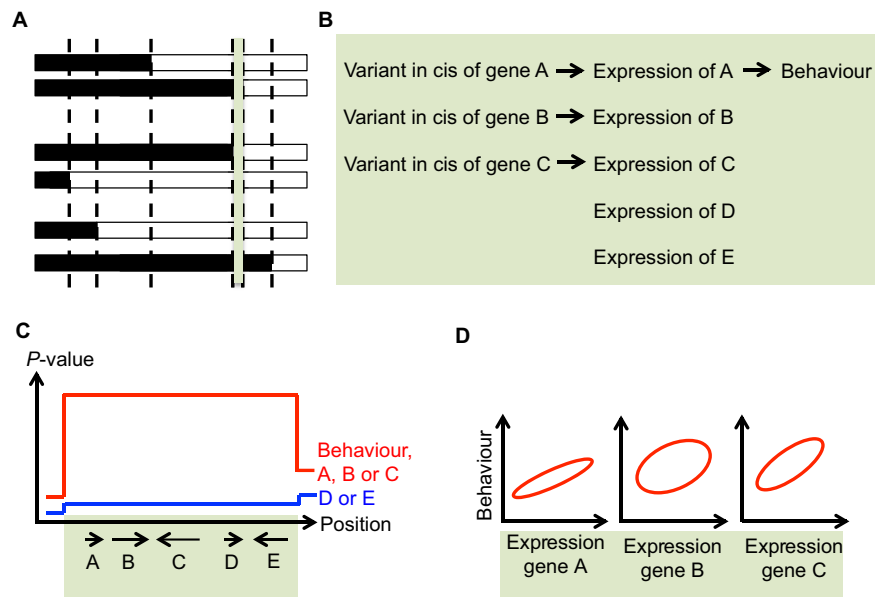 A
B
Variant in cis of gene A → Expression of A → Behaviour
Variant in cis of gene B → Expression of B
Variant in cis of gene C → Expression of C
Expression of D
Expression of E
C
P-value
Behaviour,
A, B or C
D or E
Position
A B C D E
D
Behaviour
Expression
gene A
Expression
gene B
Expression
gene C